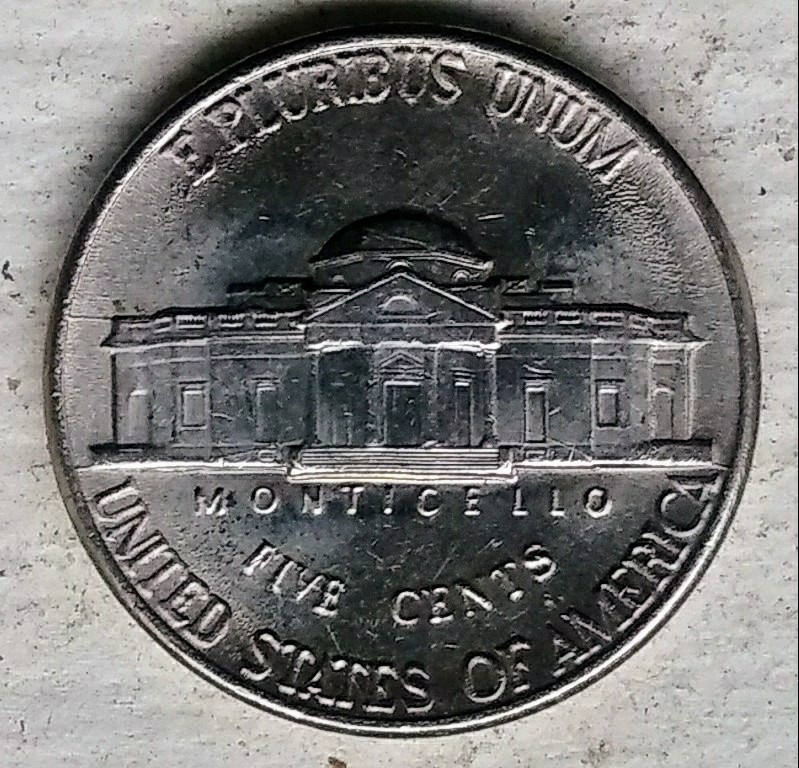 E PLURIBUS UNUM
MONTICELLO
FIVE CENTS
UNITED STATES OF AMERICA